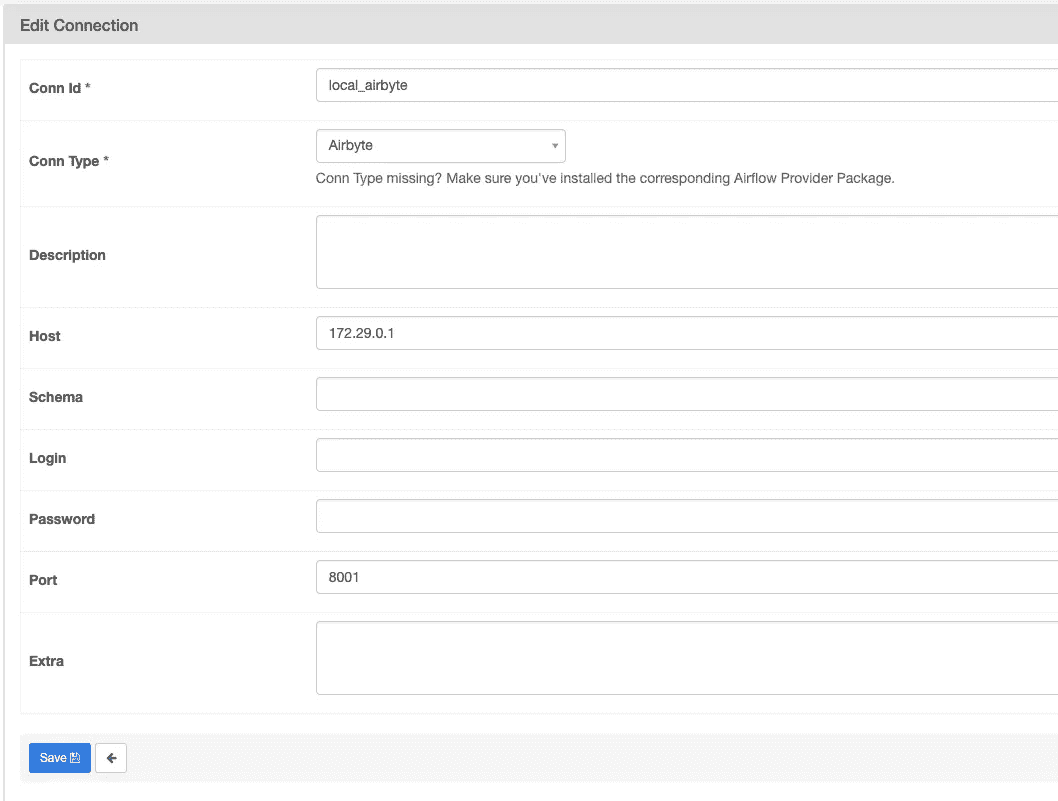 Edit Connection
Conn Id *
local_airbyte
Conn Type *
Airbyte
Conn Type missing? Make sure you've installed the corresponding Airflow Provider Package.
Description
Host
172.29.0.1
Schema
Login
Password
Port
8001
Extra
Save